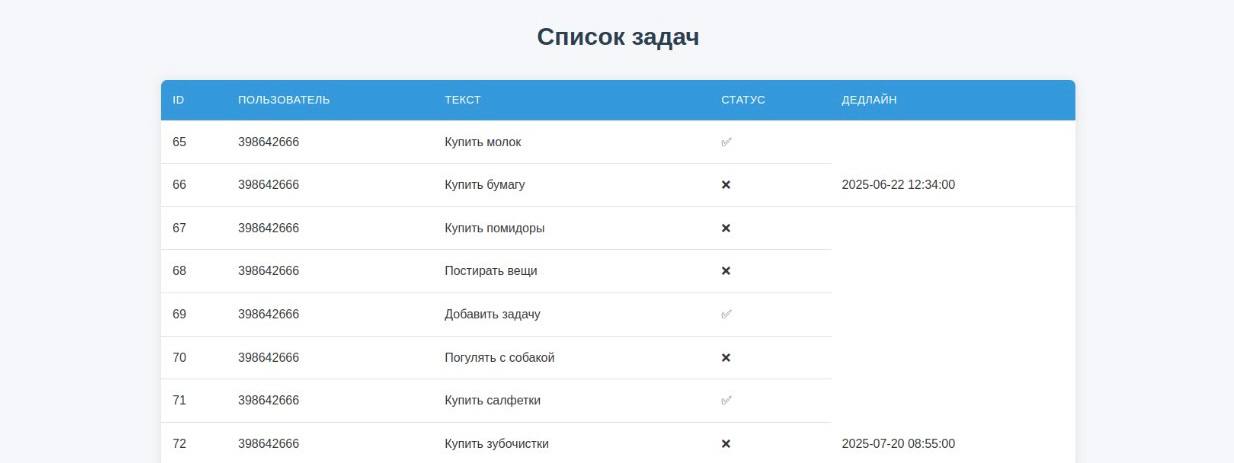 Список задач
ID ПОЛЬЗОВАТЕЛЬ ТЕКСТ СТАТУС ДЕДЛАЙН
65 398642666 Купить молок ✅
66 398642666 Купить бумагу ❌ 2025-06-22 12:34:00
67 398642666 Купить помидоры ❌
68 398642666 Постирать вещи ❌
69 398642666 Добавить задачу ✅
70 398642666 Погулять с собакой ❌
71 398642666 Купить салфетки ✅
72 398642666 Купить зубочистки ❌ 2025-07-20 08:55:00